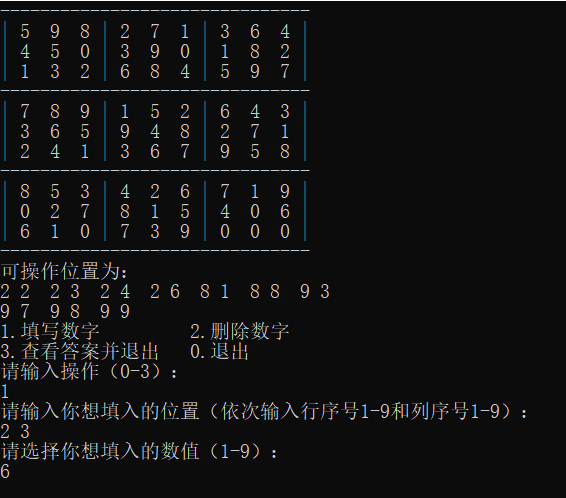 5 9 8 2 7 1 3 6 4
4 5 0 3 9 0 1 8 2
1 3 2 6 8 4 5 9 7
7 8 9 1 5 2 6 4 3
3 6 5 9 4 8 2 7 1
2 4 1 3 6 7 9 5 8
8 5 3 4 2 6 7 1 9
0 2 7 8 1 5 4 0 6
6 1 0 7 3 9 0 0 0
可操作位置为:
2 2 2 3 2 4 2 6 8 1 8 8 9 3
9 7 9 8 9 9
1.填写数字 2.删除数字
3.查看答案并退出 0.退出
请输入操作（0-3）：
1
请输入你想填入的位置（依次输入行序号1-9和列序号1-9）：
2 3
请选择你想填入的数值（1-9）：
6